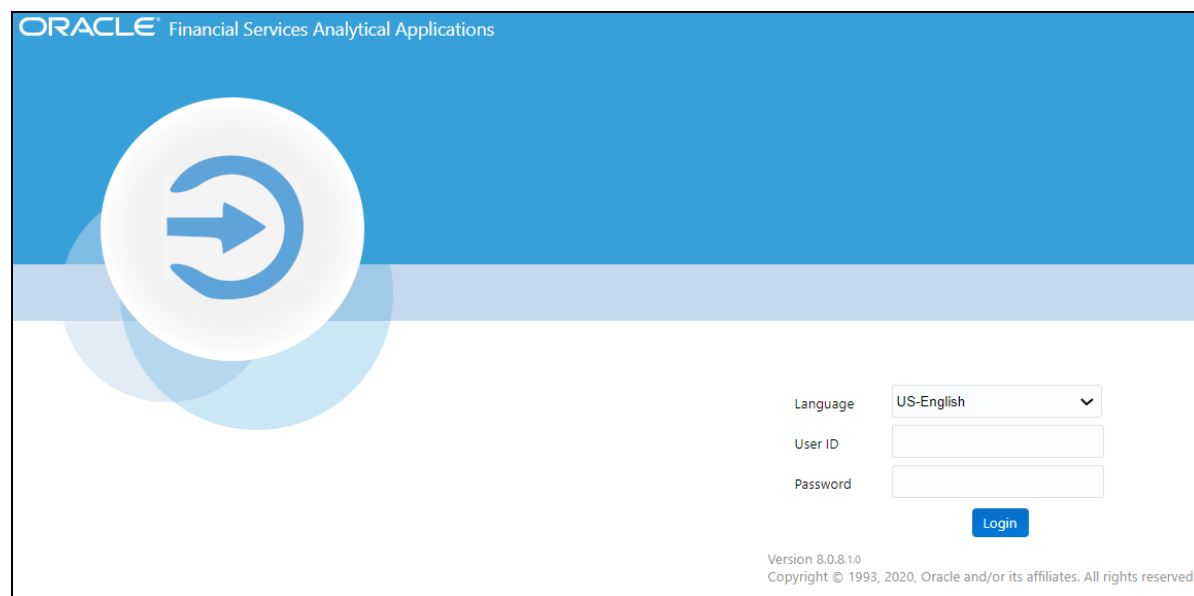 ORACLE® Financial Services Analytical Applications
Language US-English
User ID
Password
Login
Version 8.0.8.1.0
Copyright © 1993, 2020, Oracle and/or its affiliates. All rights reserved